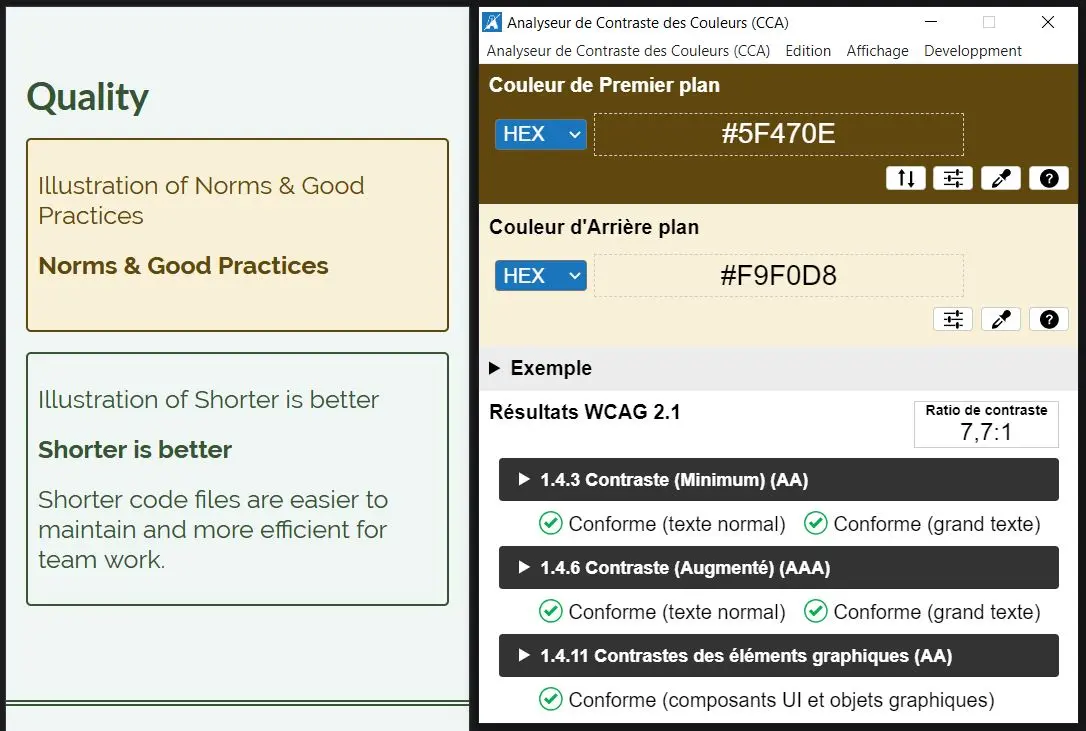 Quality
Illustration of Norms & Good
Practices
Norms & Good Practices
Illustration of Shorter is better
Shorter is better
Shorter code files are easier to
maintain and more efficient for
team work.
Analyseur de Contraste des Couleurs (CCA)
Analyseur de Contraste des Couleurs (CCA) Edition Affichage Developpment
Couleur de Premier plan
HEX #5F470E
Couleur d'Arrière plan
HEX #F9F0D8
Exemple
Résultats WCAG 2.1
Ratio de contraste
7,7:1
1.4.3 Contraste (Minimum) (AA)
Conforme (texte normal) Conforme (grand texte)
1.4.6 Contraste (Augmenté) (AAA)
Conforme (texte normal) Conforme (grand texte)
1.4.11 Contrastes des éléments graphiques (AA)
Conforme (composants UI et objets graphiques)